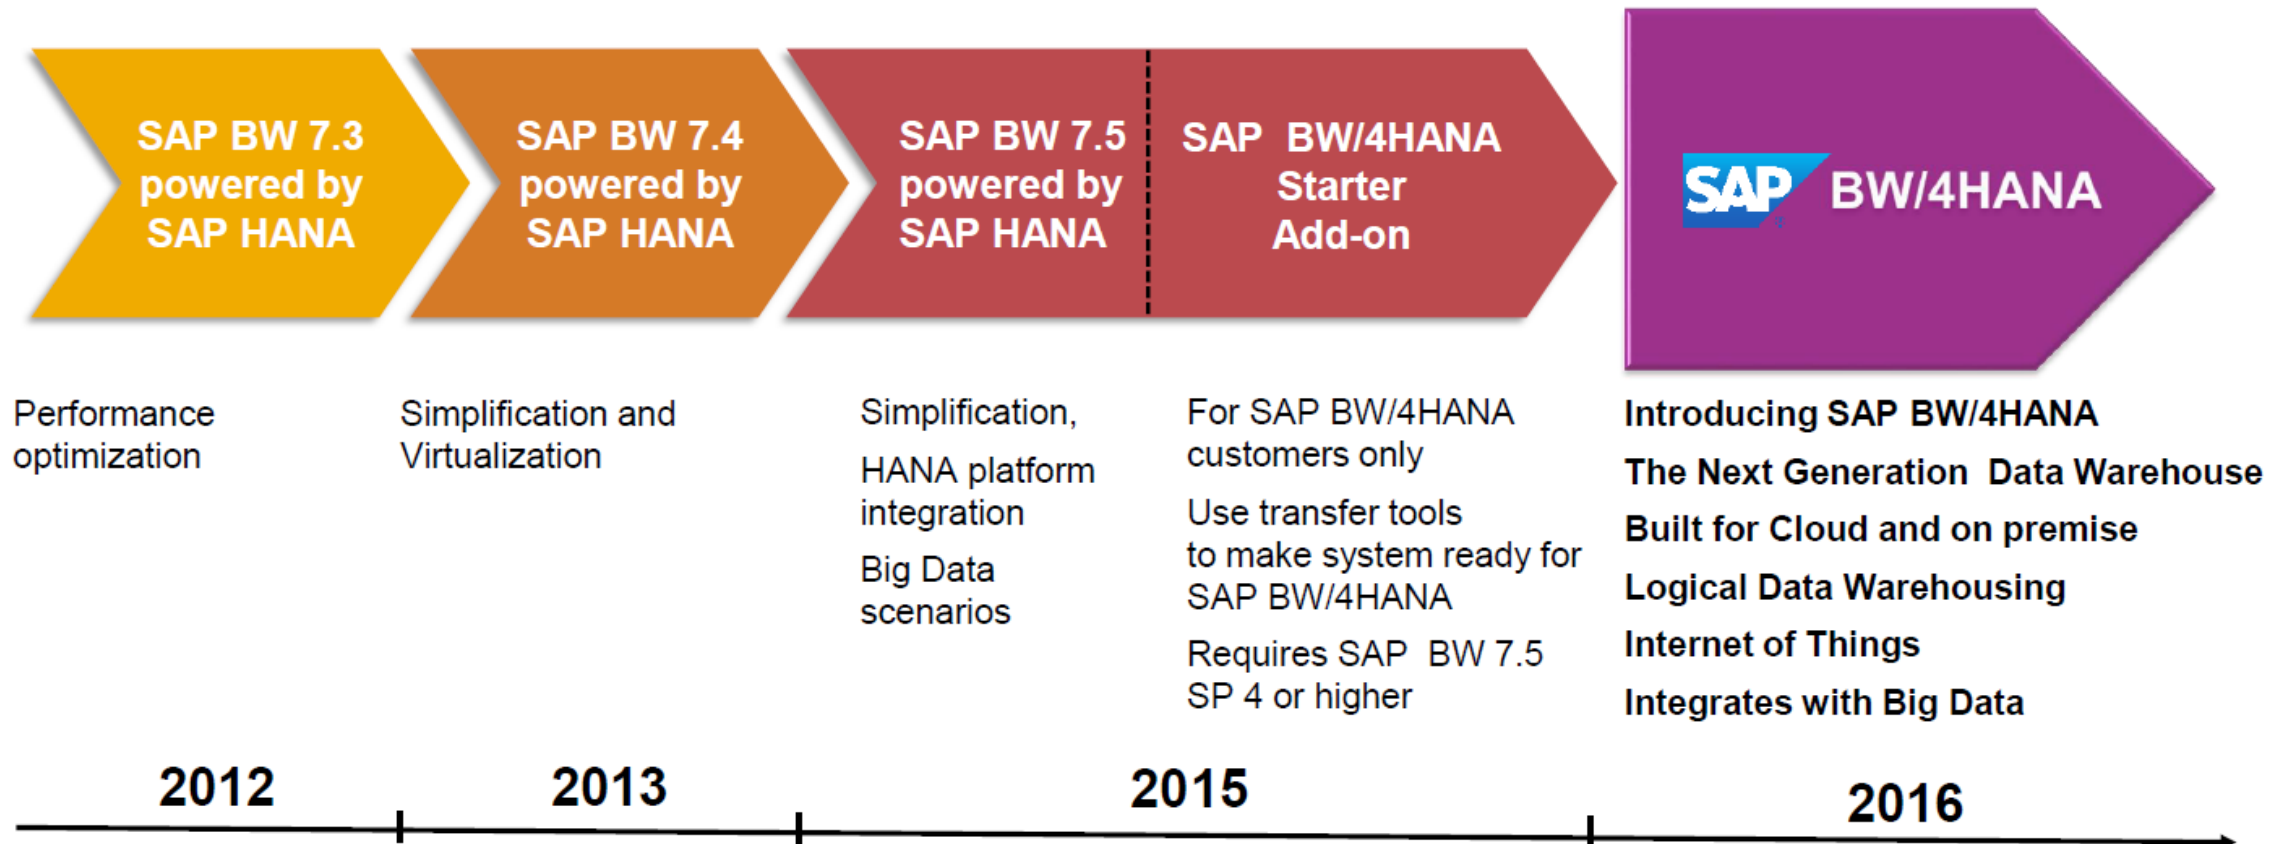 SAP BW 7.3
powered by
SAP HANA
SAP BW 7.4
powered by
SAP HANA
SAP BW 7.5
powered by
SAP HANA
SAP BW/4HANA
Starter
Add-on
SAP BW/4HANA
Performance
optimization
Simplification and
Virtualization
Simplification,
HANA platform
integration
Big Data
scenarios
For SAP BW/4HANA
customers only
Use transfer tools
to make system ready for
SAP BW/4HANA
Requires SAP BW 7.5
SP 4 or higher
Introducing SAP BW/4HANA
The Next Generation Data Warehouse
Built for Cloud and on premise
Logical Data Warehousing
Internet of Things
Integrates with Big Data
2012
2013
2015
2016